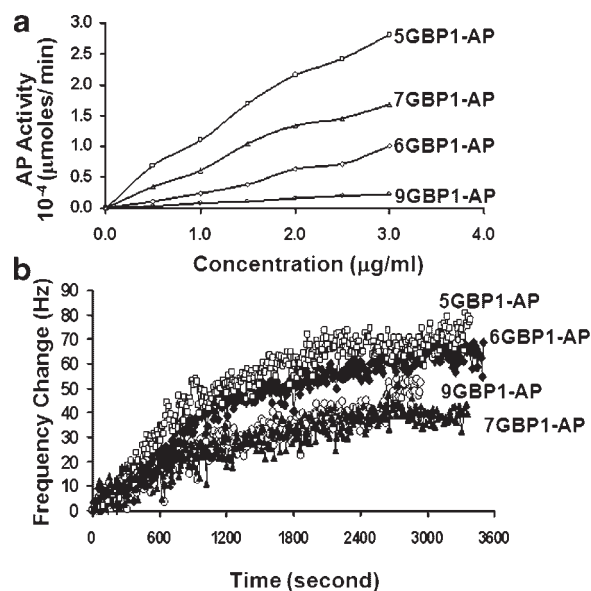 a
3.0
2.5
2.0
1.5
1.0
0.5
0.0
AP Activity
10-4 (μmoles/ min)
5GBP1-AP
7GBP1-AP
6GBP1-AP
9GBP1-AP
0.0 1.0 2.0 3.0 4.0
Concentration (μg/ml)
b
90
80
70
60
50
40
30
20
10
0
Frequency Change (Hz)
5GBP1-AP
6GBP1-AP
9GBP1-AP
7GBP1-AP
0 600 1200 1800 2400 3000 3600
Time (second)